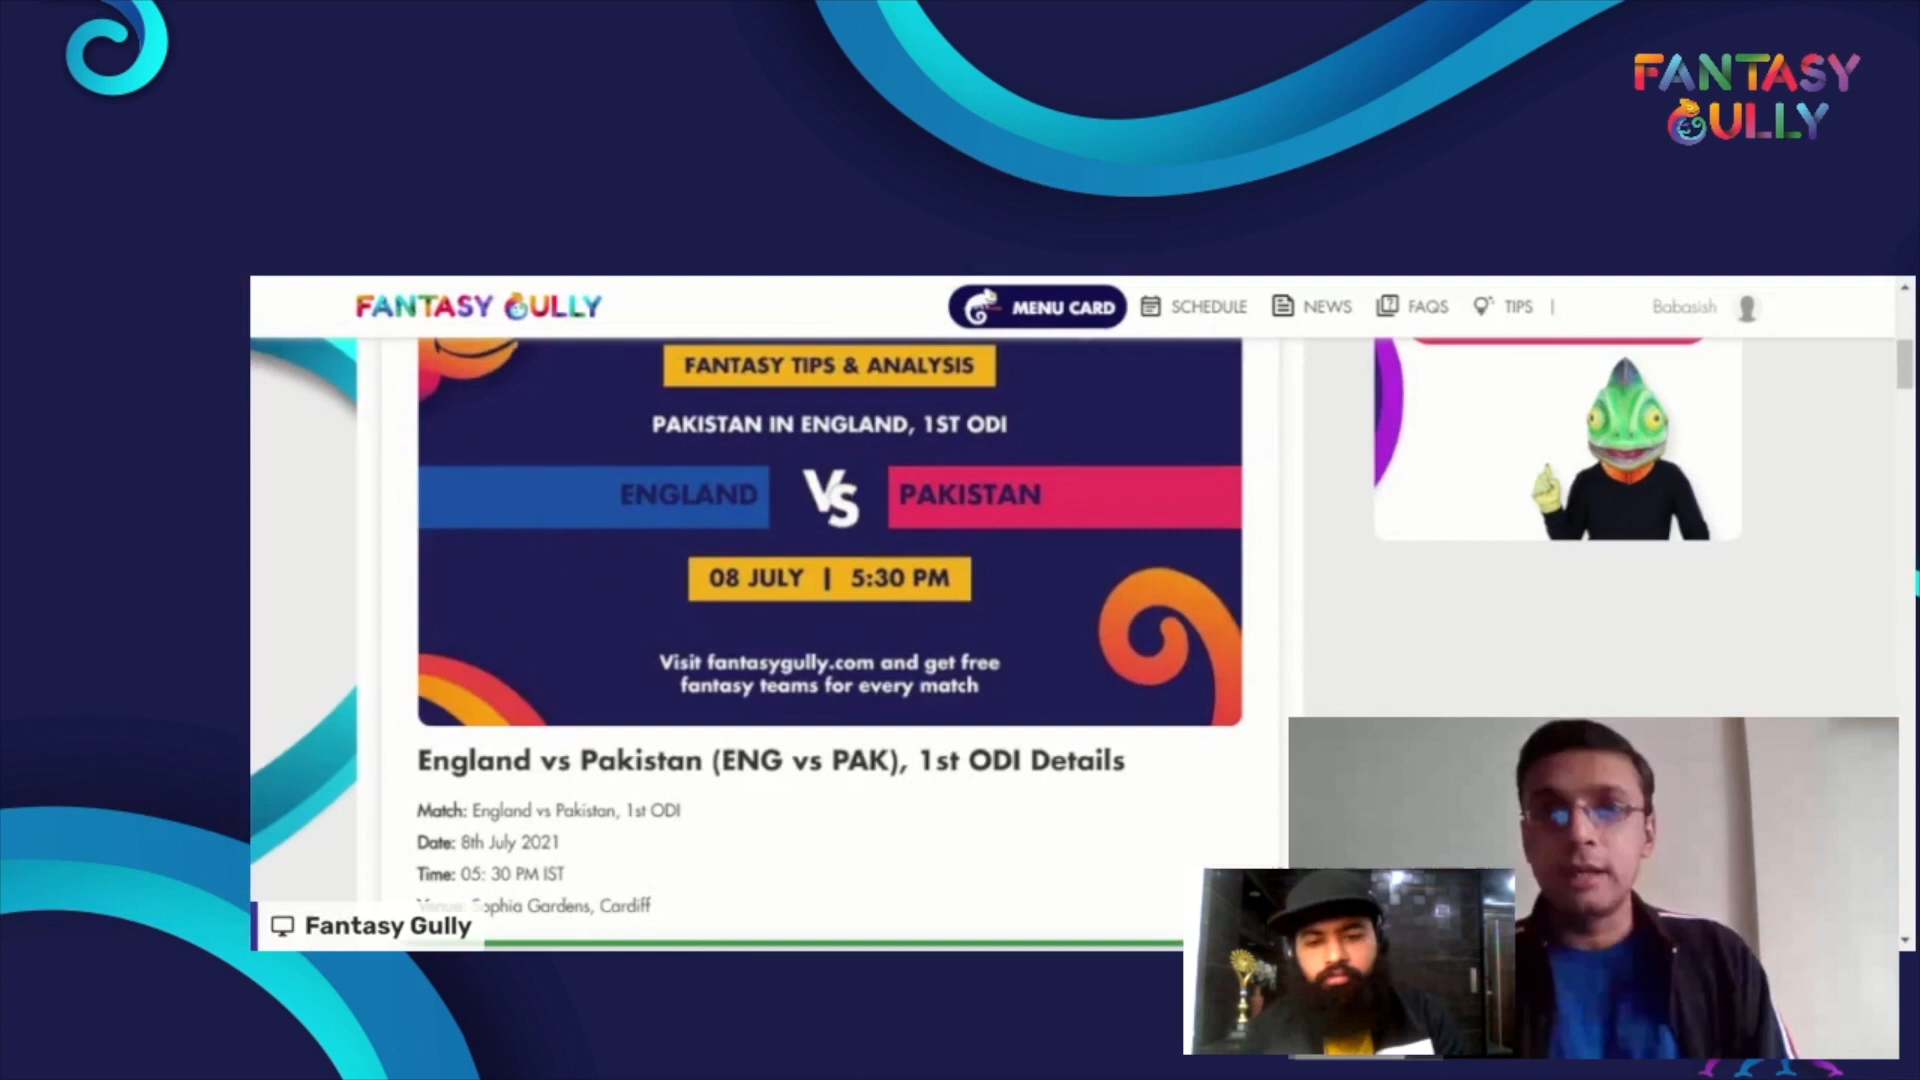 FANTASY
GULLY
FANTASY GULLY
MENU CARD
SCHEDULE
NEWS
FAQS
TIPS
Babasish
FANTASY TIPS & ANALYSIS
PAKISTAN IN ENGLAND, 1ST ODI
ENGLAND
VS
PAKISTAN
08 JULY | 5:30 PM
Visit fantasygully.com and get free
fantasy teams for every match
England vs Pakistan (ENG vs PAK), 1st ODI Details
Match: England vs Pakistan, 1st ODI
Date: 8th July 2021
Time: 05: 30 PM IST
Venue: Sophia Gardens, Cardiff
Fantasy Gully